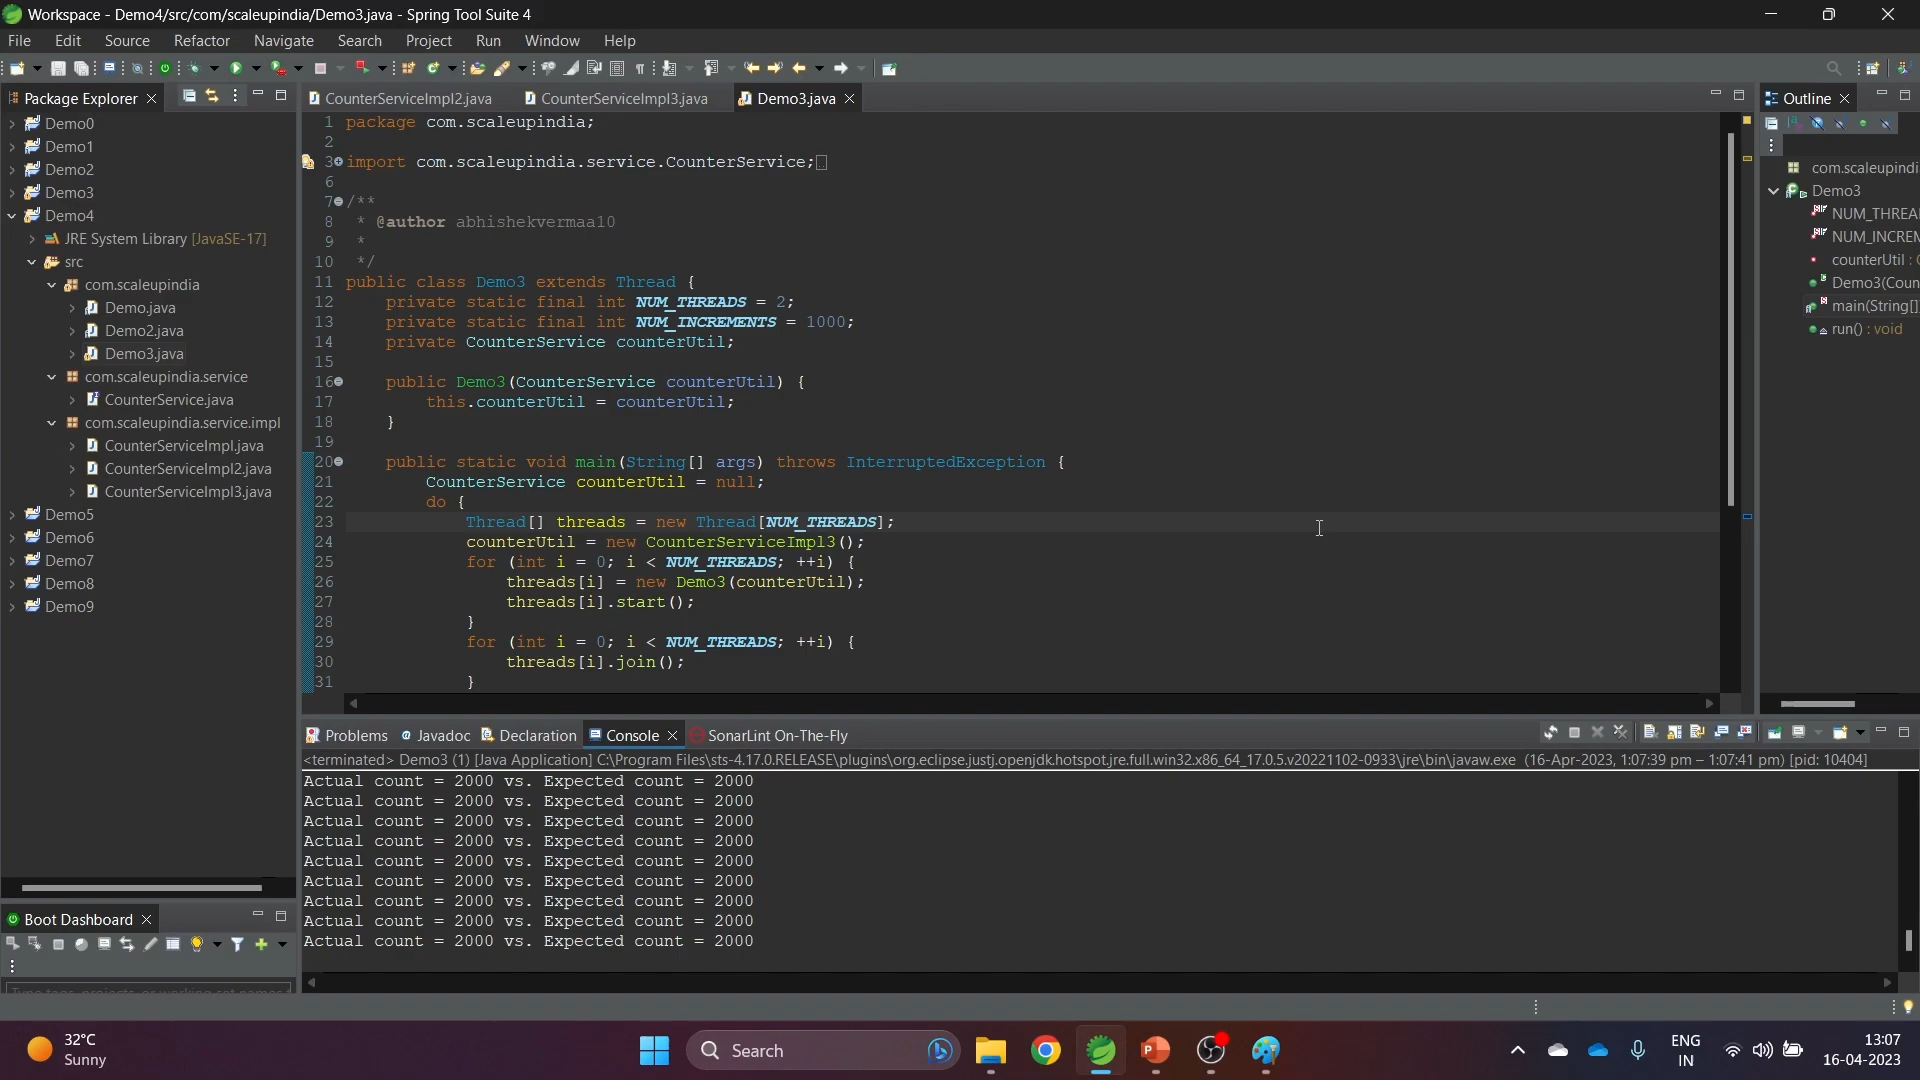 Workspace - Demo4/src/com/scaleupindia/Demo3.java - Spring Tool Suite 4
File Edit Source Refactor Navigate Search Project Run Window Help
Package Explorer
CounterServiceImpl2.java CounterServiceImpl3.java Demo3.java
Outline
Demo0
Demo1
Demo2
Demo3
Demo4
JRE System Library [JavaSE-17]
src
com.scaleupindia
Demo.java
Demo2.java
Demo3.java
com.scaleupindia.service
CounterService.java
com.scaleupindia.service.impl
CounterServiceImpl.java
CounterServiceImpl2.java
CounterServiceImpl3.java
Demo5
Demo6
Demo7
Demo8
Demo9
1 package com.scaleupindia;
2
3 import com.scaleupindia.service.CounterService;
6
7 /**
8 * @author abhishekvermaa10
9 *
10 */
11 public class Demo3 extends Thread {
12 private static final int NUM_THREADS = 2;
13 private static final int NUM_INCREMENTS = 1000;
14 private CounterService counterUtil;
15
16 public Demo3(CounterService counterUtil) {
17 this.counterUtil = counterUtil;
18 }
19
20 public static void main(String[] args) throws InterruptedException {
21 CounterService counterUtil = null;
22 do {
23 Thread[] threads = new Thread[NUM_THREADS];
24 counterUtil = new CounterServiceImpl3();
25 for (int i = 0; i < NUM_THREADS; ++i) {
26 threads[i] = new Demo3(counterUtil);
27 threads[i].start();
28 }
29 for (int i = 0; i < NUM_THREADS; ++i) {
30 threads[i].join();
31 }
com.scaleupindi
Demo3
NUM_THREA
NUM_INCREM
counterUtil :
Demo3(Coun
main(String[]
run() : void
Problems Javadoc Declaration Console SonarLint On-The-Fly
<terminated> Demo3 (1) [Java Application] C:\Program Files\sts-4.17.0.RELEASE\plugins\org.eclipse.justj.openjdk.hotspot.jre.full.win32.x86_64_17.0.5.v20221102-0933\jre\bin\javaw.exe (16-Apr-2023, 1:07:39 pm – 1:07:41 pm) [pid: 10404]
Actual count = 2000 vs. Expected count = 2000
Actual count = 2000 vs. Expected count = 2000
Actual count = 2000 vs. Expected count = 2000
Actual count = 2000 vs. Expected count = 2000
Actual count = 2000 vs. Expected count = 2000
Actual count = 2000 vs. Expected count = 2000
Actual count = 2000 vs. Expected count = 2000
Actual count = 2000 vs. Expected count = 2000
Actual count = 2000 vs. Expected count = 2000
Boot Dashboard
32°C
Sunny
Search
ENG
IN
13:07
16-04-2023